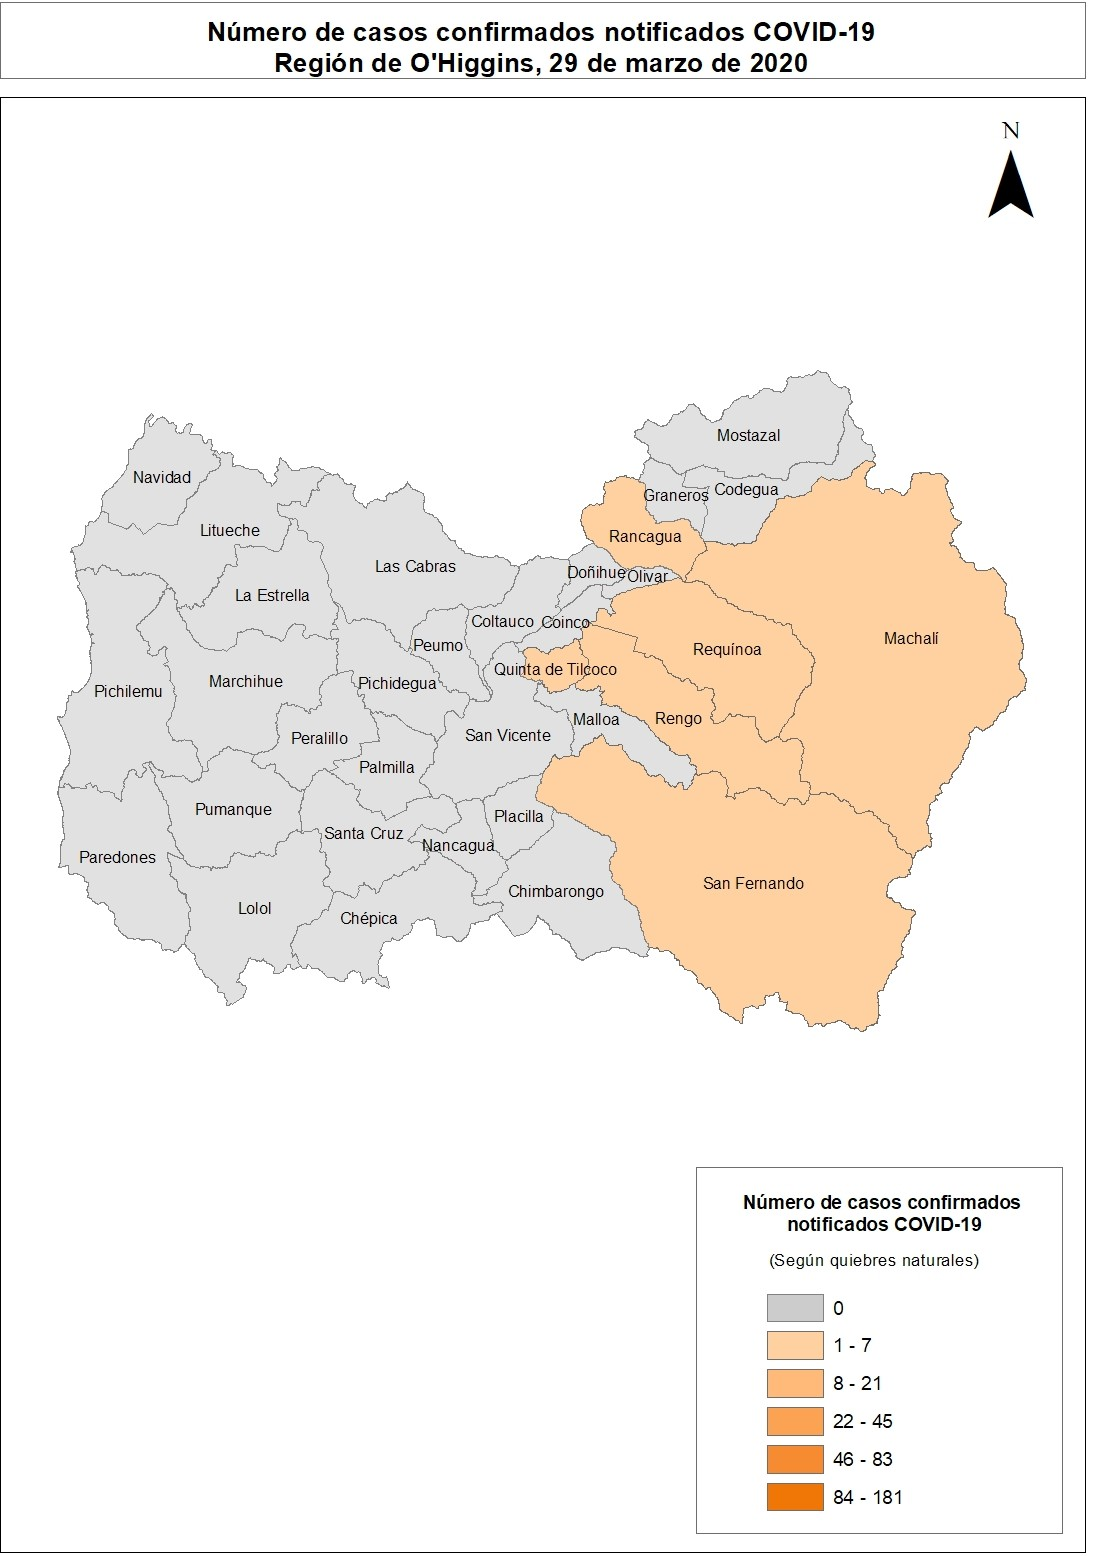 Número de casos confirmados notificados COVID-19
Región de O'Higgins, 29 de marzo de 2020
N
Mostazal
Navidad
Codegua
Graneros
Litueche
Rancagua
Las Cabras
Doñihue
Olivar
La Estrella
Coltauco
Coinco
Machalí
Peumo
Requínoa
Quinta de Tilcoco
Marchihue
Pichidegua
Pichilemu
Rengo
Malloa
San Vicente
Peralillo
Palmilla
Pumanque
Placilla
Santa Cruz
Nancagua
Paredones
San Fernando
Chimbarongo
Lolol
Chépica
Número de casos confirmados
notificados COVID-19
(Según quiebres naturales)
0
1 - 7
8 - 21
22 - 45
46 - 83
84 - 181